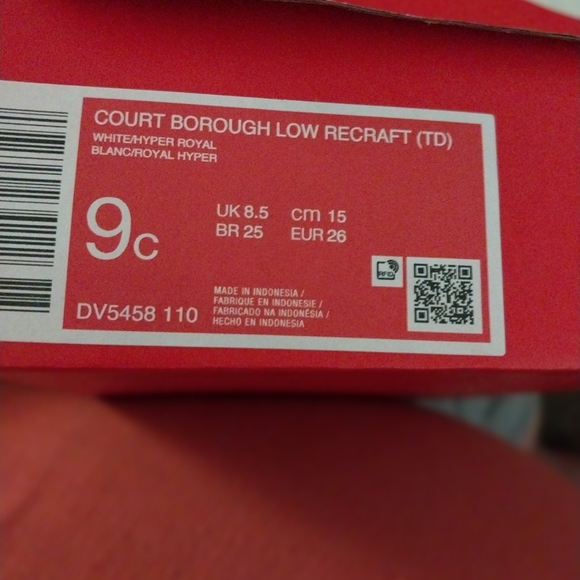 COURT BOROUGH LOW RECRAFT (TD)
WHITE/HYPER ROYAL
BLANC/ROYAL HYPER
9c
UK 8.5 cm 15
BR 25 EUR 26
RFID
DV5458 110
MADE IN INDONESIA /
FABRIQUE EN INDONESIE /
FABRICADO NA INDONÉSIA /
HECHO EN INDONESIA